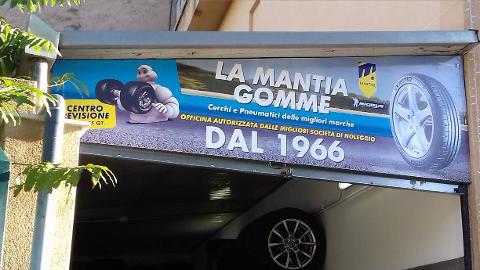 LA MANTIA
GOMME
Cerchi e Pneumatici delle migliori marche
OFFICINA AUTORIZZATA DALLE MIGLIORI SOCIETÀ DI NOLEGGIO
DAL 1966
CENTRO
REVISIONE
MICHELIN